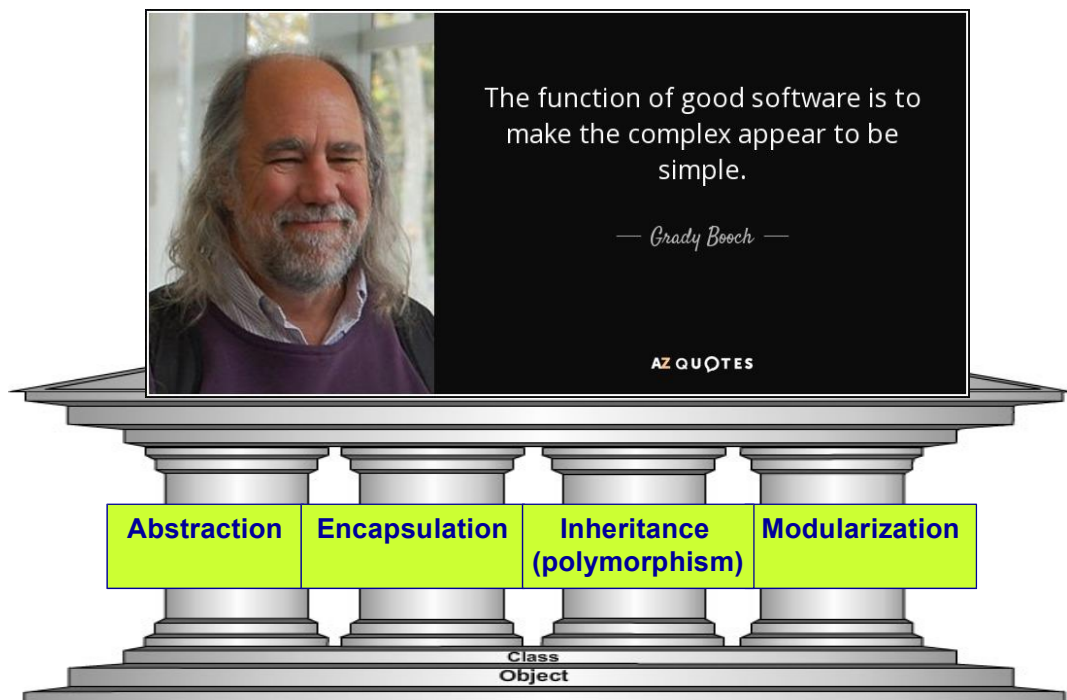 The function of good software is to
make the complex appear to be
simple.
Grady Booch
AZ QUOTES
Abstraction
Encapsulation
Inheritance
(polymorphism)
Modularization
Class
Object